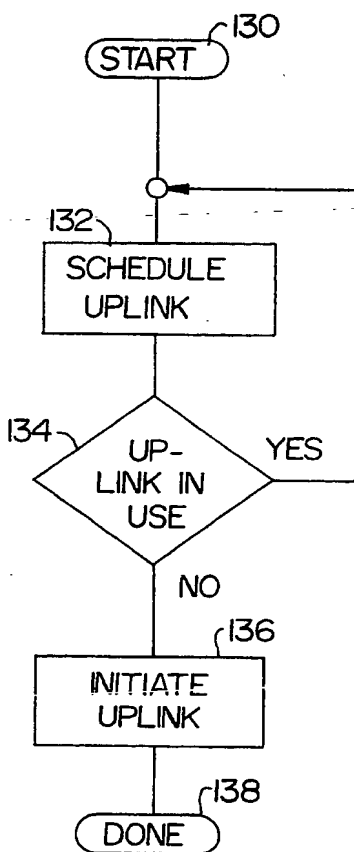 130
START
132
SCHEDULE
UPLINK
134
UP-
LINK IN
USE
YES
NO
136
INITIATE
UPLINK
138
DONE